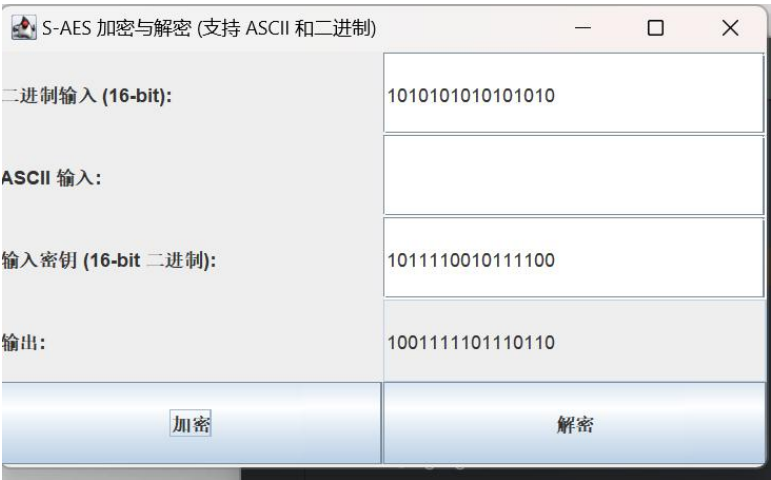 S-AES 加密与解密 (支持 ASCII 和二进制)
二进制输入 (16-bit): 1010101010101010
ASCII 输入:
输入密钥 (16-bit 二进制): 1011110010111100
输出: 1001111101110110
加密 解密